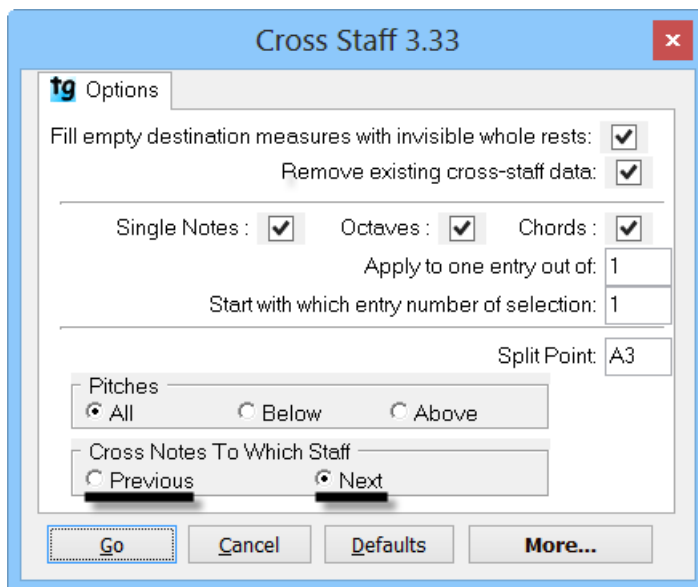 Cross Staff 3.33
x
tg Options
Fill empty destination measures with invisible whole rests:
Remove existing cross-staff data:
Single Notes : Octaves : Chords :
Apply to one entry out of: 1
Start with which entry number of selection: 1
Split Point: A3
Pitches
All Below Above
Cross Notes To Which Staff
Previous Next
Go Cancel Defaults More...